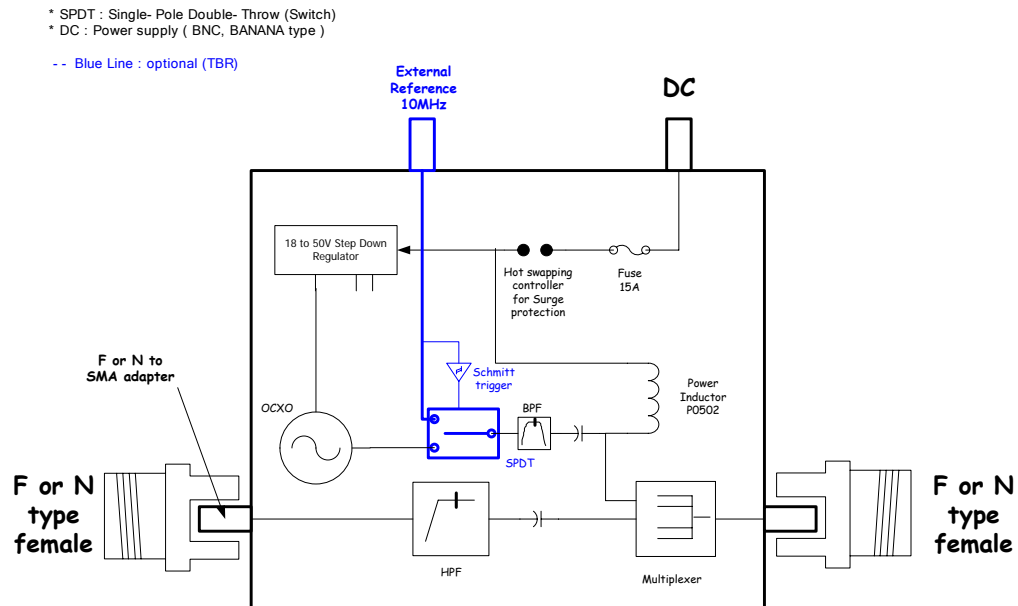 * SPDT : Single- Pole Double- Throw (Switch)
* DC : Power supply ( BNC, BANANA type )
- - Blue Line : optional (TBR)
External
Reference
10MHz
DC
18 to 50V Step Down
Regulator
Hot swapping
controller
for Surge
protection
Fuse
15A
F or N to
SMA adapter
Schmitt
trigger
Power
Inductor
P0502
OCXO
BPF
SPDT
F or N
type
female
F or N
type
female
HPF
Multiplexer